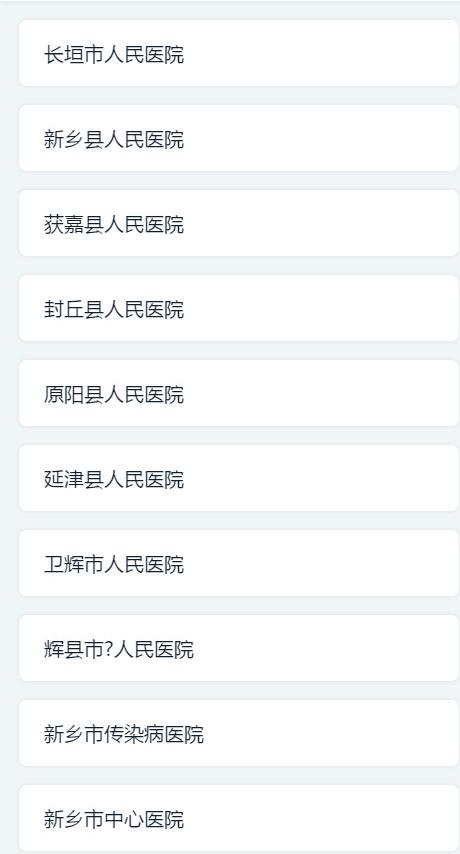 长垣市人民医院
新乡县人民医院
获嘉县人民医院
封丘县人民医院
原阳县人民医院
延津县人民医院
卫辉市人民医院
辉县市?人民医院
新乡市传染病医院
新乡市中心医院